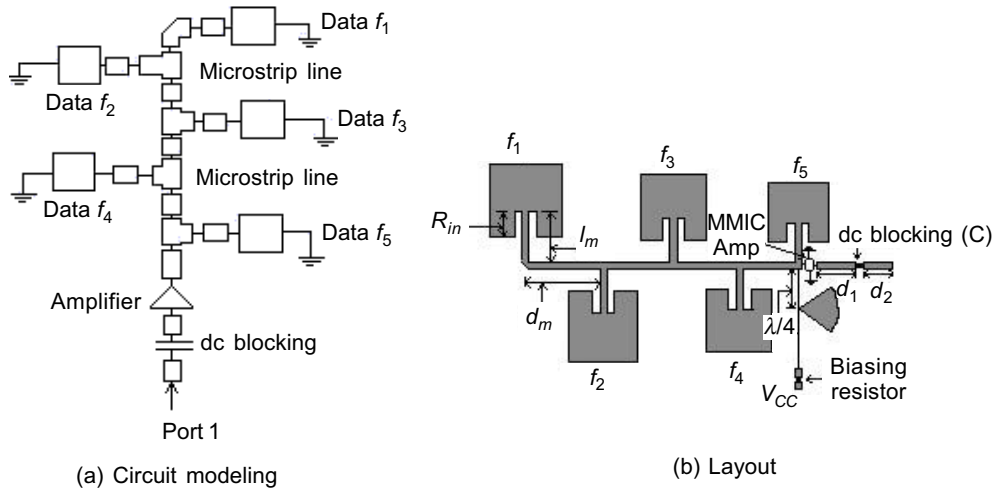 Data f1
Microstrip line
Data f2
Data f3
Microstrip line
Data f4
Data f5
Amplifier
dc blocking
Port 1
(a) Circuit modeling
f1
f3
f5
Rin
lm
MMIC
Amp
dc blocking (C)
dm
d1
d2
λ/4
f2
f4
VCC
Biasing
resistor
(b) Layout